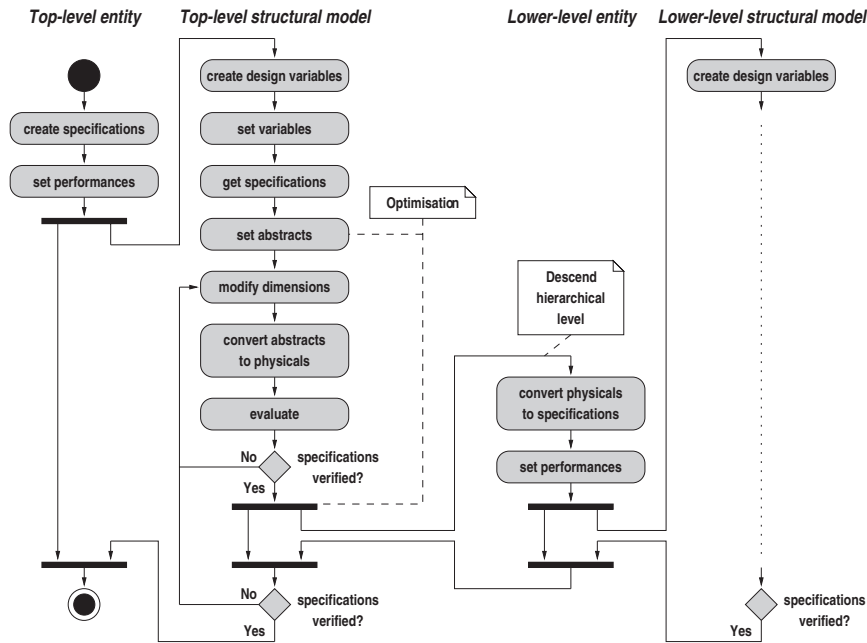 Top-level entity
Top-level structural model
Lower-level entity
Lower-level structural model
create specifications
set performances
create design variables
set variables
get specifications
set abstracts
modify dimensions
convert abstracts
to physicals
evaluate
No
specifications
verified?
Yes
No
specifications
verified?
Yes
Optimisation
Descend
hierarchical
level
convert physicals
to specifications
set performances
create design variables
specifications
verified?
Yes